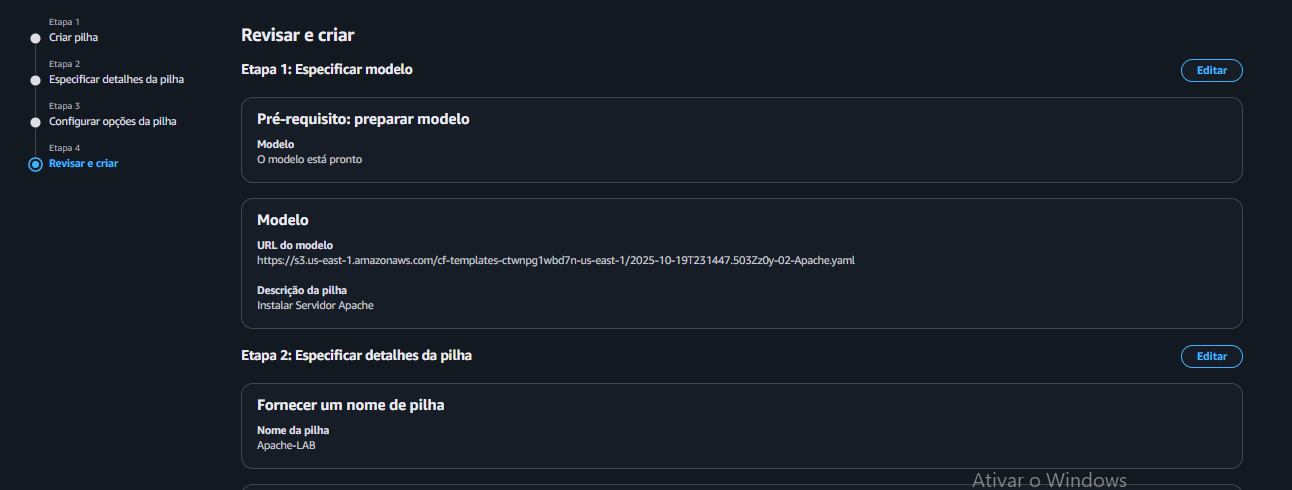 Etapa 1
Criar pilha
Etapa 2
Especificar detalhes da pilha
Etapa 3
Configurar opções da pilha
Etapa 4
Revisar e criar
Revisar e criar
Etapa 1: Especificar modelo
Editar
Pré-requisito: preparar modelo
Modelo
O modelo está pronto
Modelo
URL do modelo
https://s3.us-east-1.amazonaws.com/cf-templates-ctwnpg1wbd7n-us-east-1/2025-10-19T231447.503Zz0y-02-Apache.yaml
Descrição da pilha
Instalar Servidor Apache
Etapa 2: Especificar detalhes da pilha
Editar
Fornecer um nome de pilha
Nome da pilha
Apache-LAB
Ativar o Windows